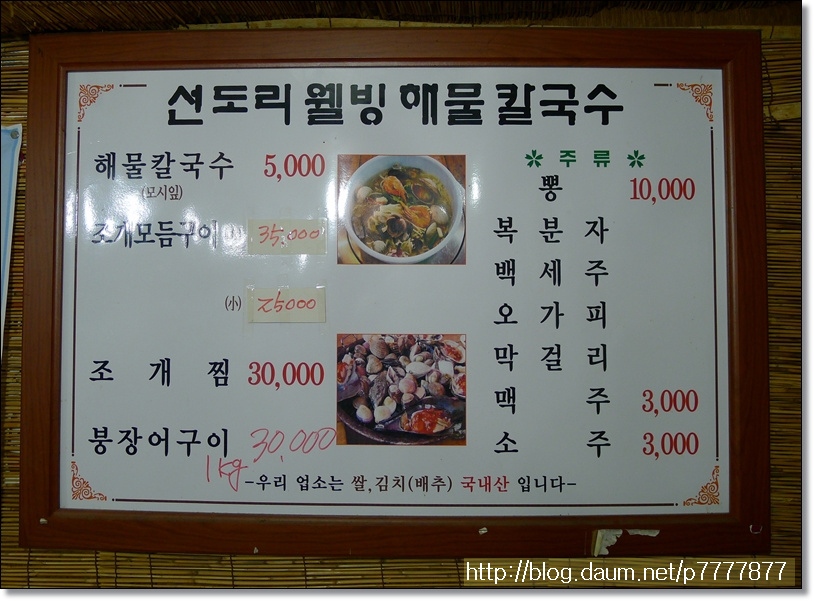 선도리 웰빙 해물 칼국수
해물칼국수 5,000
(모시잎)
조개모듬구이 35,000
(小) 25000
조 개 찜 30,000
붕장어구이 30,000
1kg
✽ 주 류 ✽
뽕 10,000
복 분 자
백 세 주
오 가 피
막 걸 리
맥 주 3,000
소 주 3,000
-우리 업소는 쌀,김치(배추) 국내산 입니다-
http://blog.daum.net/p7777877